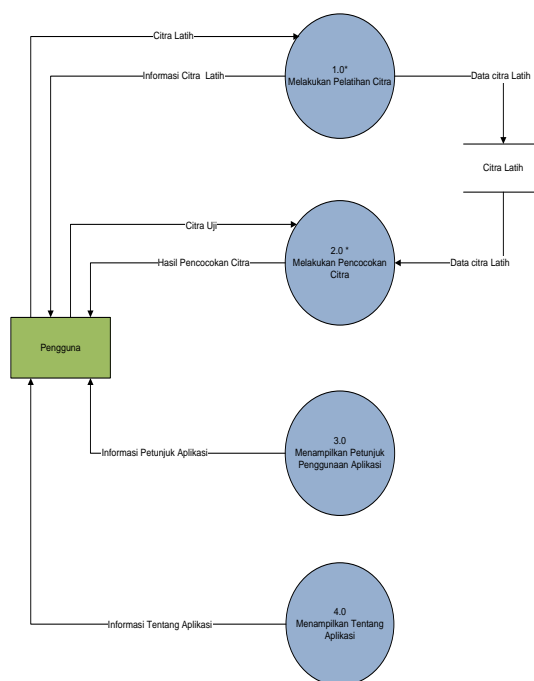 Citra Latih
1.0*
Melakukan Pelatihan Citra
Informasi Citra Latih
Data citra Latih
Citra Latih
Citra Uji
2.0 *
Melakukan Pencocokan
Citra
Hasil Pencocokan Citra
Data citra Latih
Pengguna
3.0
Menampilkan Petunjuk
Penggunaan Aplikasi
Informasi Petunjuk Aplikasi
4.0
Menampilkan Tentang
Aplikasi
Informasi Tentang Aplikasi